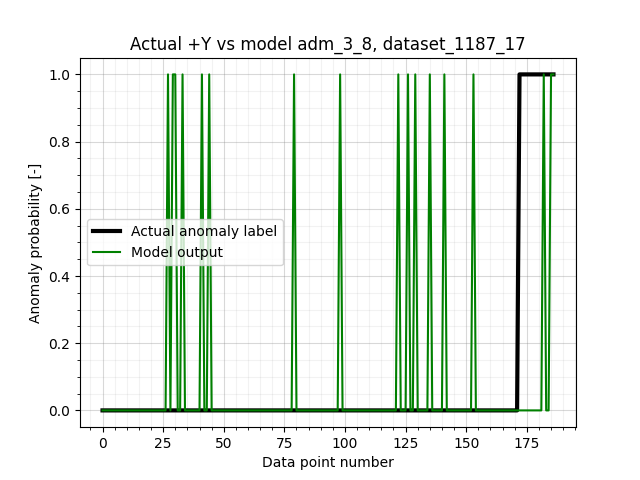 Actual +Y vs model adm_3_8, dataset_1187_17
Anomaly probability [-]
1.0
0.8
0.6
0.4
0.2
0.0
Actual anomaly label
Model output
0 25 50 75 100 125 150 175
Data point number